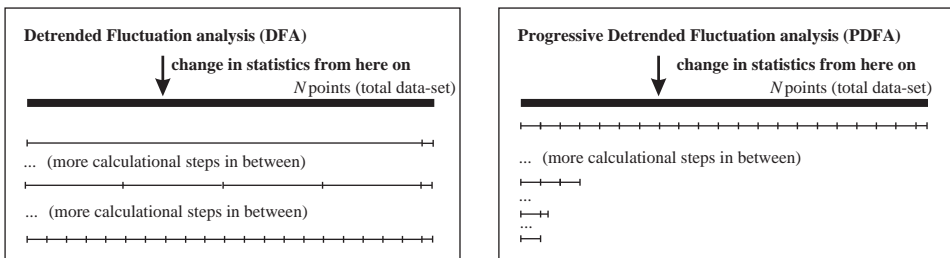 Detrended Fluctuation analysis (DFA)
change in statistics from here on
N points (total data-set)
... (more calculational steps in between)
... (more calculational steps in between)
Progressive Detrended Fluctuation analysis (PDFA)
change in statistics from here on
N points (total data-set)
... (more calculational steps in between)
...
...